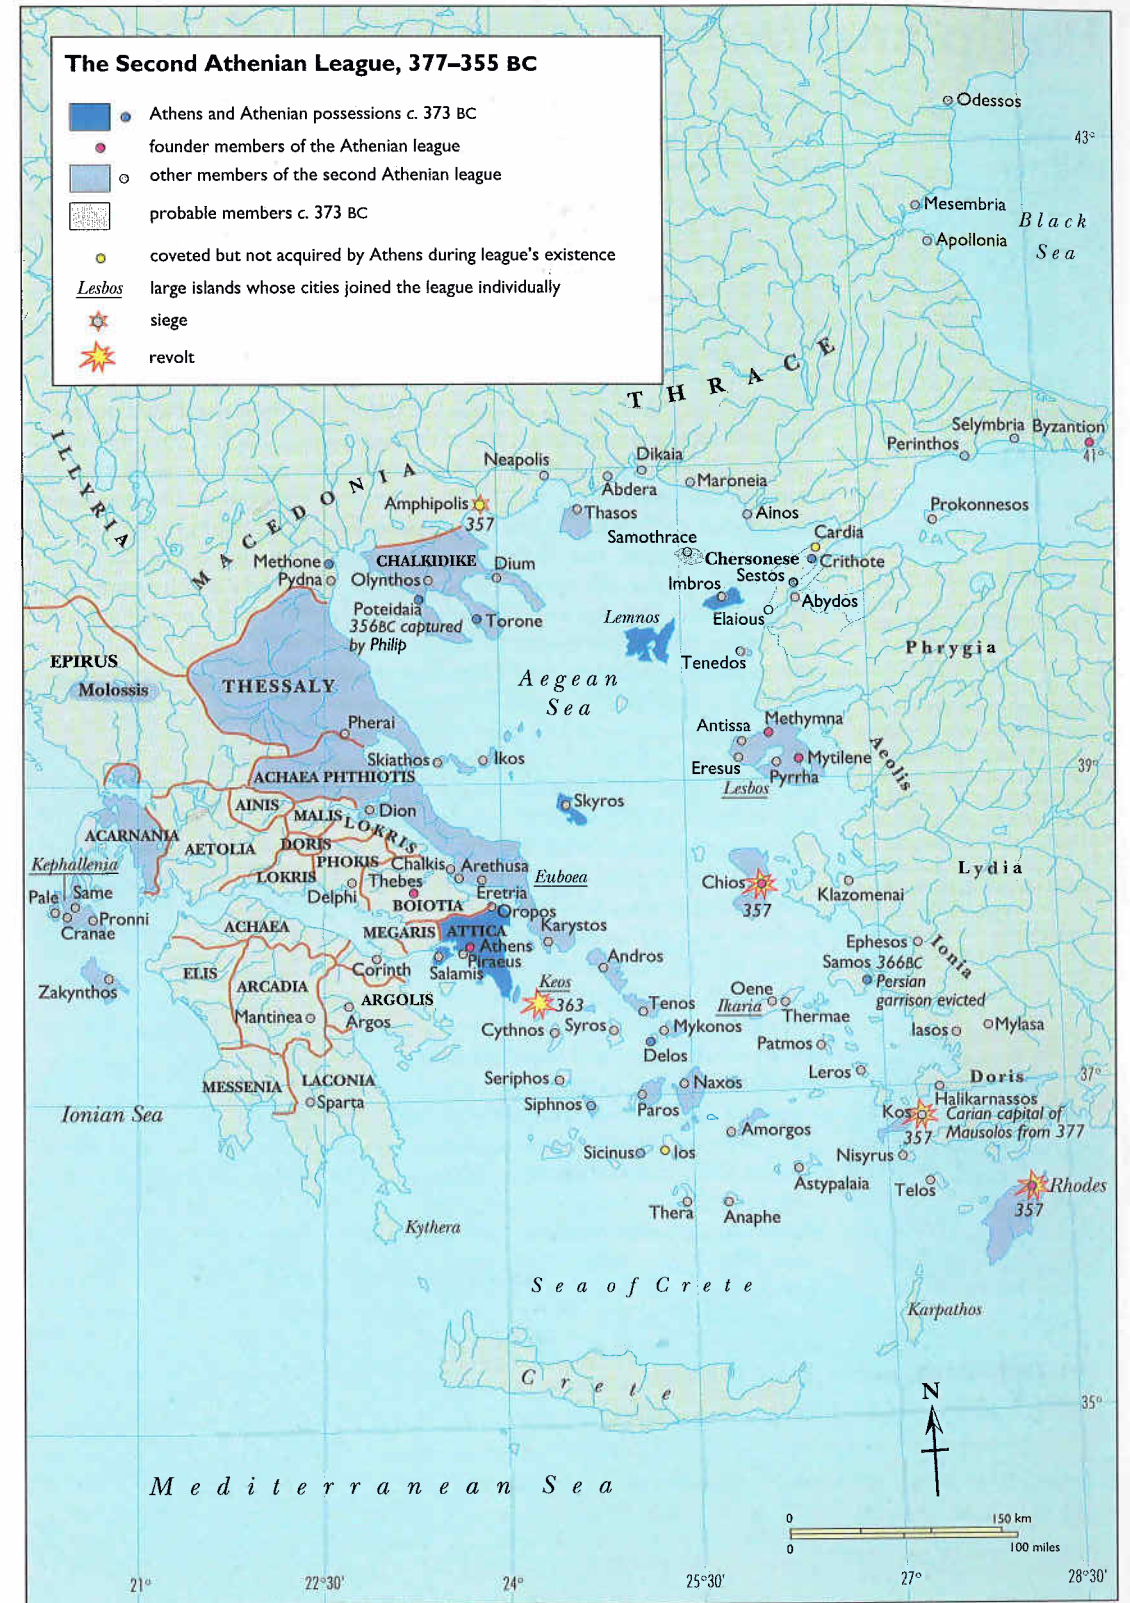 The Second Athenian League, 377–355 BC
Athens and Athenian possessions c. 373 BC
founder members of the Athenian league
other members of the second Athenian league
probable members c. 373 BC
coveted but not acquired by Athens during league's existence
Lesbos large islands whose cities joined the league individually
siege
revolt
Odessos
43°
Mesembria
Black
Sea
Apollonia
THRACE
ILLYRIA
MACEDONIA
Selymbria
Byzantion
Perinthos
41°
Neapolis
Dikaia
Abdera
Maroneia
Amphipolis
357
Thasos
Ainos
Prokonnesos
Samothrace
Cardia
Methone
CHALKIDIKE
Dium
Chersonese
Crithote
Pydna
Olynthos
Imbros
Sestos
Abydos
Poteidaia
356BC captured
by Philip
Torone
Lemnos
Elaious
Tenedos
Phrygia
EPIRUS
Molossis
THESSALY
Aegean
Sea
Pherai
Antissa
Methymna
Aeolis
Skiathos
Ikos
Eresus
Mytilene
Pyrrha
Lesbos
39°
ACHAEA PHTHIOTIS
AINIS
MALIS
Dion
LOKRIS
Skyros
ACARNANIA
AETOLIA
DORIS
PHOKIS
Chalkis
Arethusa
Kephallenia
LOKRIS
Thebes
Euboea
Lydia
Pale
Same
Delphi
Eretria
Chios
357
Klazomenai
Pronni
Cranae
BOIOTIA
Oropos
ACHAEA
MEGARIS
ATTICA
Karystos
Athens
Piraeus
Ephesos
Ionia
ELIS
Corinth
Salamis
Andros
Samos 366BC
Persian
garrison evicted
Zakynthos
ARCADIA
ARGOLIS
Keos
363
Oene
Ikaria
Thermae
Mantinea
Argos
Tenos
Cythnos
Syros
Mykonos
Patmos
Iasos
Mylasa
Delos
MESSENIA
LACONIA
Seriphos
Naxos
Leros
Doris
37°
Sparta
Siphnos
Paros
Halikarnassos
Carian capital of
Mausolos from 377
Kos
357
Ionian Sea
Amorgos
Sicinus
Ios
Nisyrus
Astypalaia
Telos
Rhodes
357
Thera
Anaphe
Kythera
Sea of Crete
Karpathos
Crete
N
35°
Mediterranean Sea
0 150 km
0 100 miles
21°
22°30'
24°
25°30'
27°
28°30'